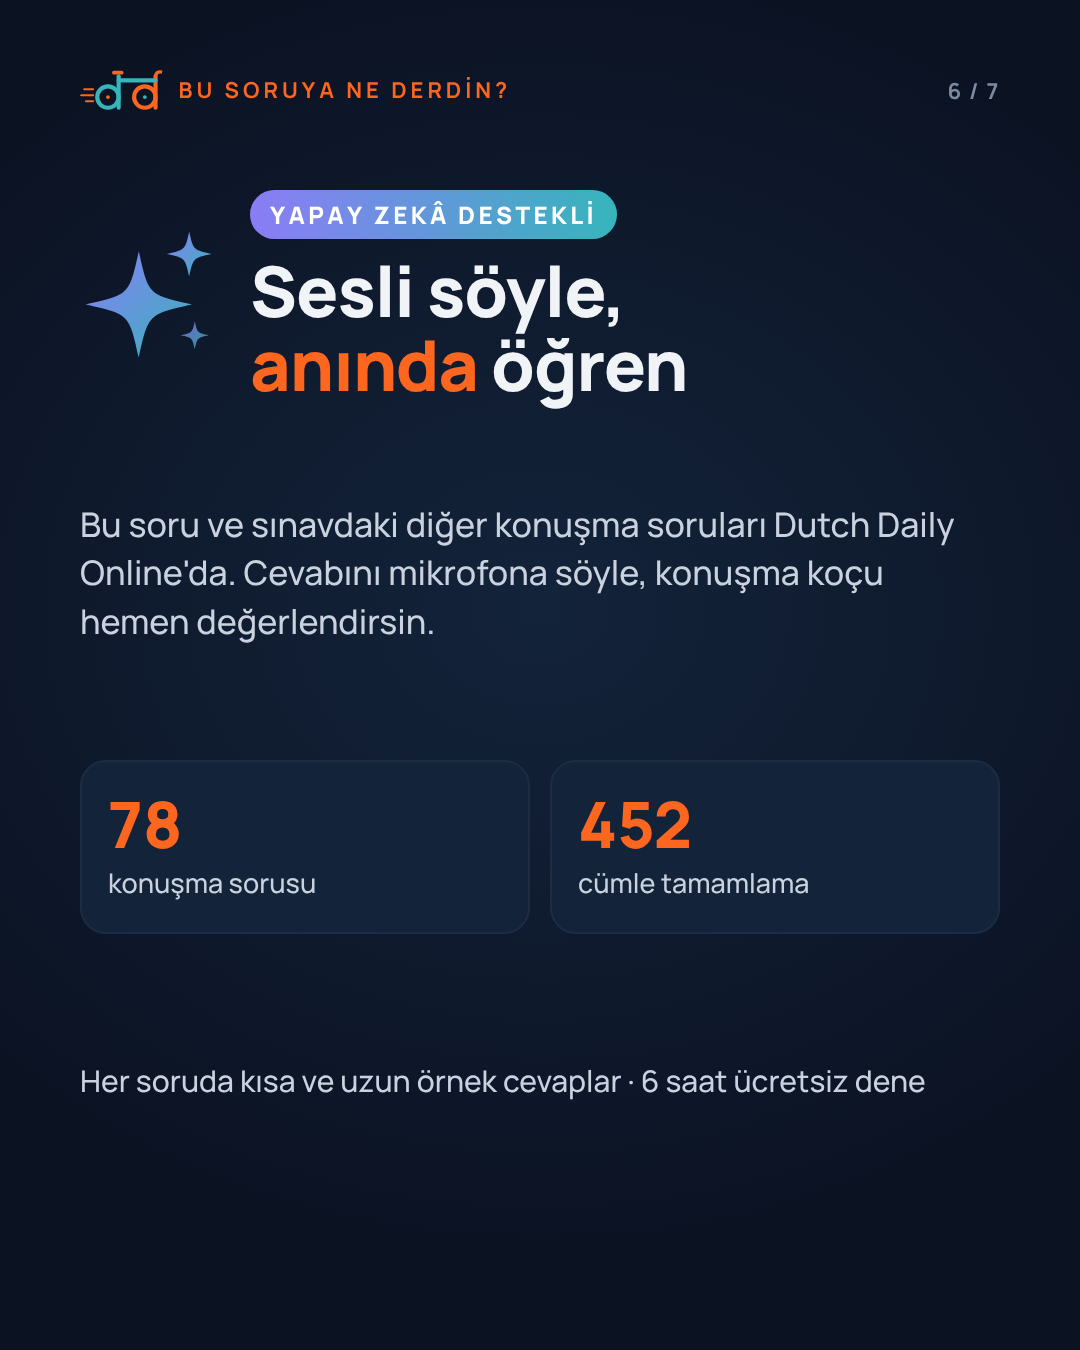 BU SORUYA NE DERDİN?
6 / 7
YAPAY ZEKÂ DESTEKLİ
Sesli söyle,
anında öğren
Bu soru ve sınavdaki diğer konuşma soruları Dutch Daily
Online'da. Cevabını mikrofona söyle, konuşma koçu
hemen değerlendirsin.
78
konuşma sorusu
452
cümle tamamlama
Her soruda kısa ve uzun örnek cevaplar · 6 saat ücretsiz dene